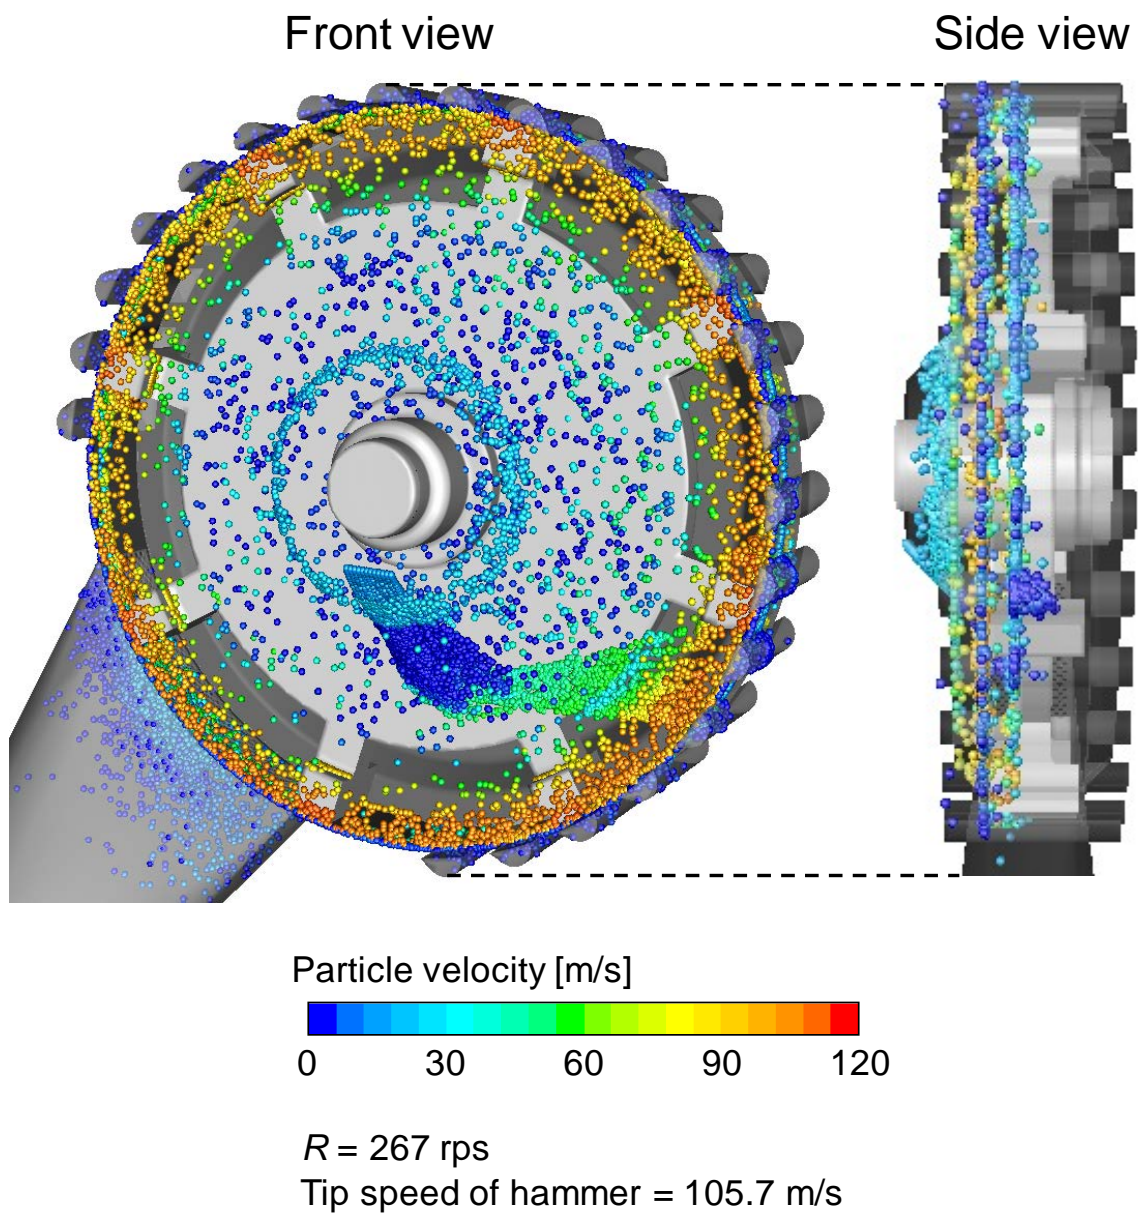 Front view
Side view
Particle velocity [m/s]
0 30 60 90 120
R = 267 rps
Tip speed of hammer = 105.7 m/s